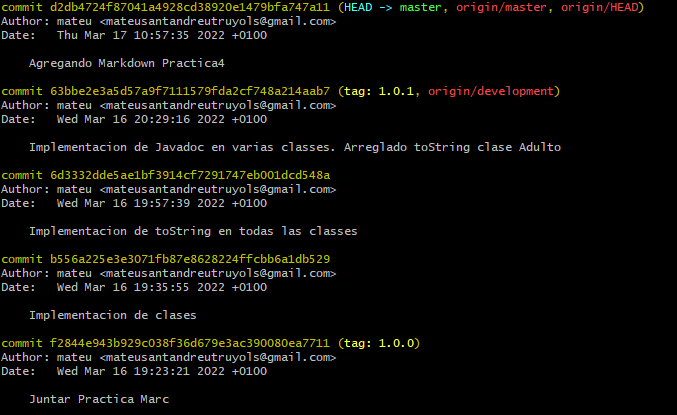 commit d2db4724f87041a4928cd38920e1479bfa747a11 (HEAD -> master, origin/master, origin/HEAD)
Author: mateu <mateusantandreutruyols@gmail.com>
Date:   Thu Mar 17 10:57:35 2022 +0100
Agregando Markdown Practica4
commit 63bbe2e3a5d57a9f7111579fda2cf748a214aab7 (tag: 1.0.1, origin/development)
Author: mateu <mateusantandreutruyols@gmail.com>
Date:   Wed Mar 16 20:29:16 2022 +0100
Implementacion de Javadoc en varias classes. Arreglado toString clase Adulto
commit 6d3332dde5ae1bf3914cf7291747eb001dcd548a
Author: mateu <mateusantandreutruyols@gmail.com>
Date:   Wed Mar 16 19:57:39 2022 +0100
Implementacion de toString en todas las classes
commit b556a225e3e3071fb87e8628224ffcbb6a1db529
Author: mateu <mateusantandreutruyols@gmail.com>
Date:   Wed Mar 16 19:35:55 2022 +0100
Implementacion de clases
commit f2844e943b929c038f36d679e3ac390080ea7711 (tag: 1.0.0)
Author: mateu <mateusantandreutruyols@gmail.com>
Date:   Wed Mar 16 19:23:21 2022 +0100
Juntar Practica Marc